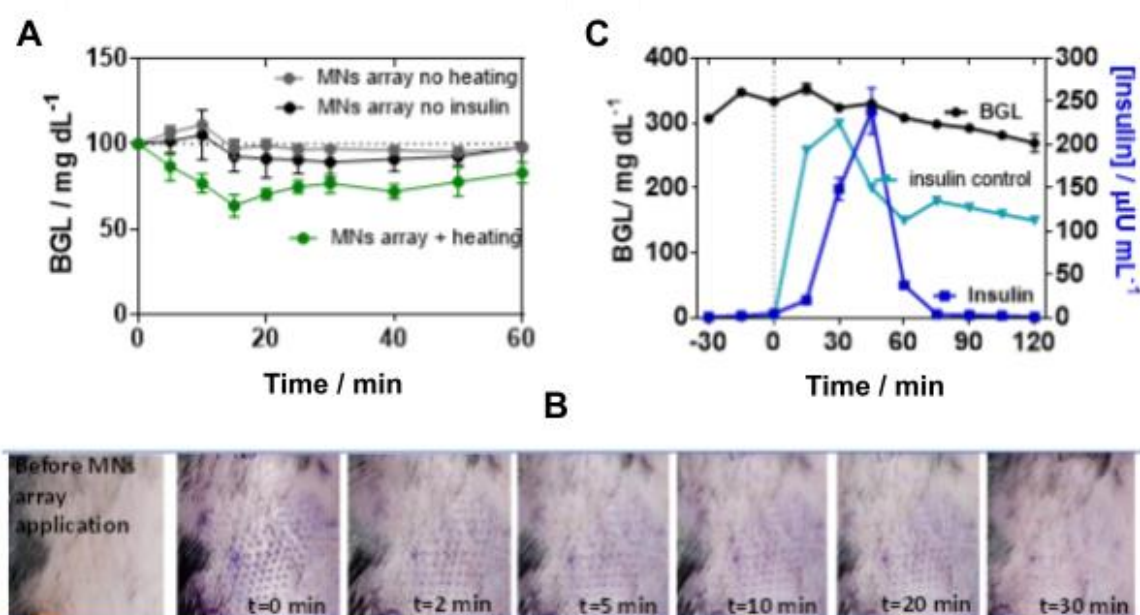 A
150
100
50
0
BGL / mg dL-1
MNs array no heating
MNs array no insulin
MNs array + heating
0 20 40 60
Time / min
C
400
300
200
100
0
BGL/ mg dL-1
BGL
insulin control
Insulin
300
250
200
150
100
50
0
[insulin] / μIU mL-1
-30 0 30 60 90 120
Time / min
B
Before MNs
array
application
t=0 min
t=2 min
t=5 min
t=10 min
t=20 min
t=30 min